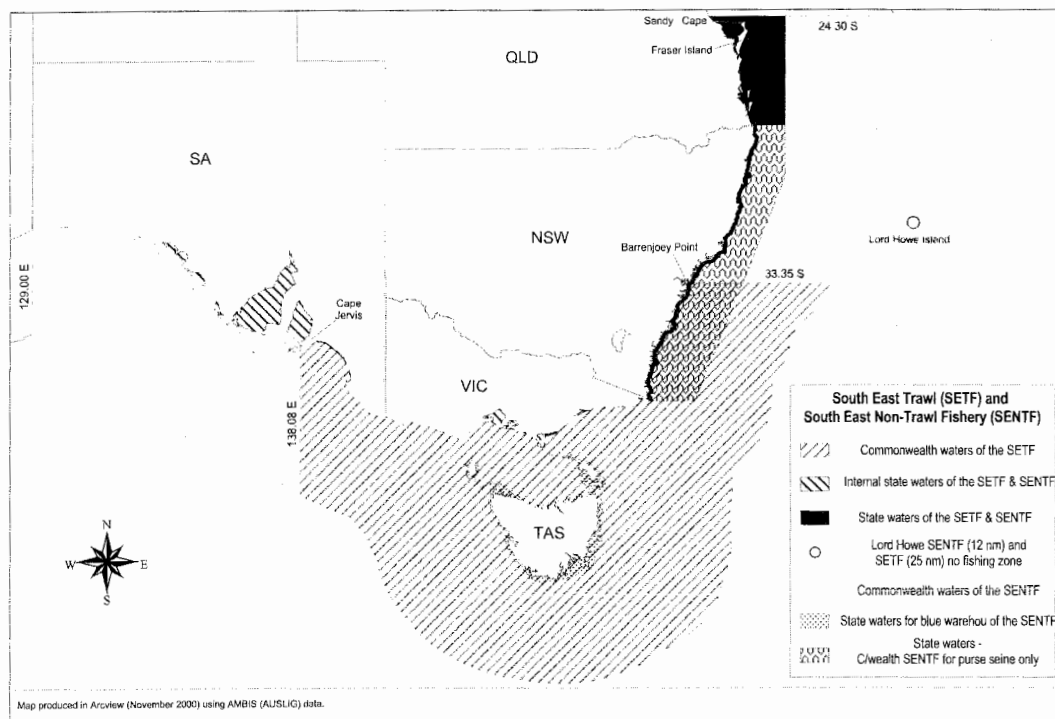 Sandy Cape
24.30 S
Fraser Island
QLD
SA
NSW
Lord Howe Island
Barrenjoey Point
33.35 S
129.00 E
Cape
Jervis
VIC
138.08 E
TAS
N
W
E
S
South East Trawl (SETF) and
South East Non-Trawl Fishery (SENTF)
Commonwealth waters of the SETF
Internal state waters of the SETF & SENTF
State waters of the SETF & SENTF
Lord Howe SENTF (12 nm) and
SETF (25 nm) no fishing zone
Commonwealth waters of the SENTF
State waters for blue warehou of the SENTF
State waters -
C/wealth SENTF for purse seine only
Map produced in Arcview (November 2000) using AMBIS (AUSLIG) data.